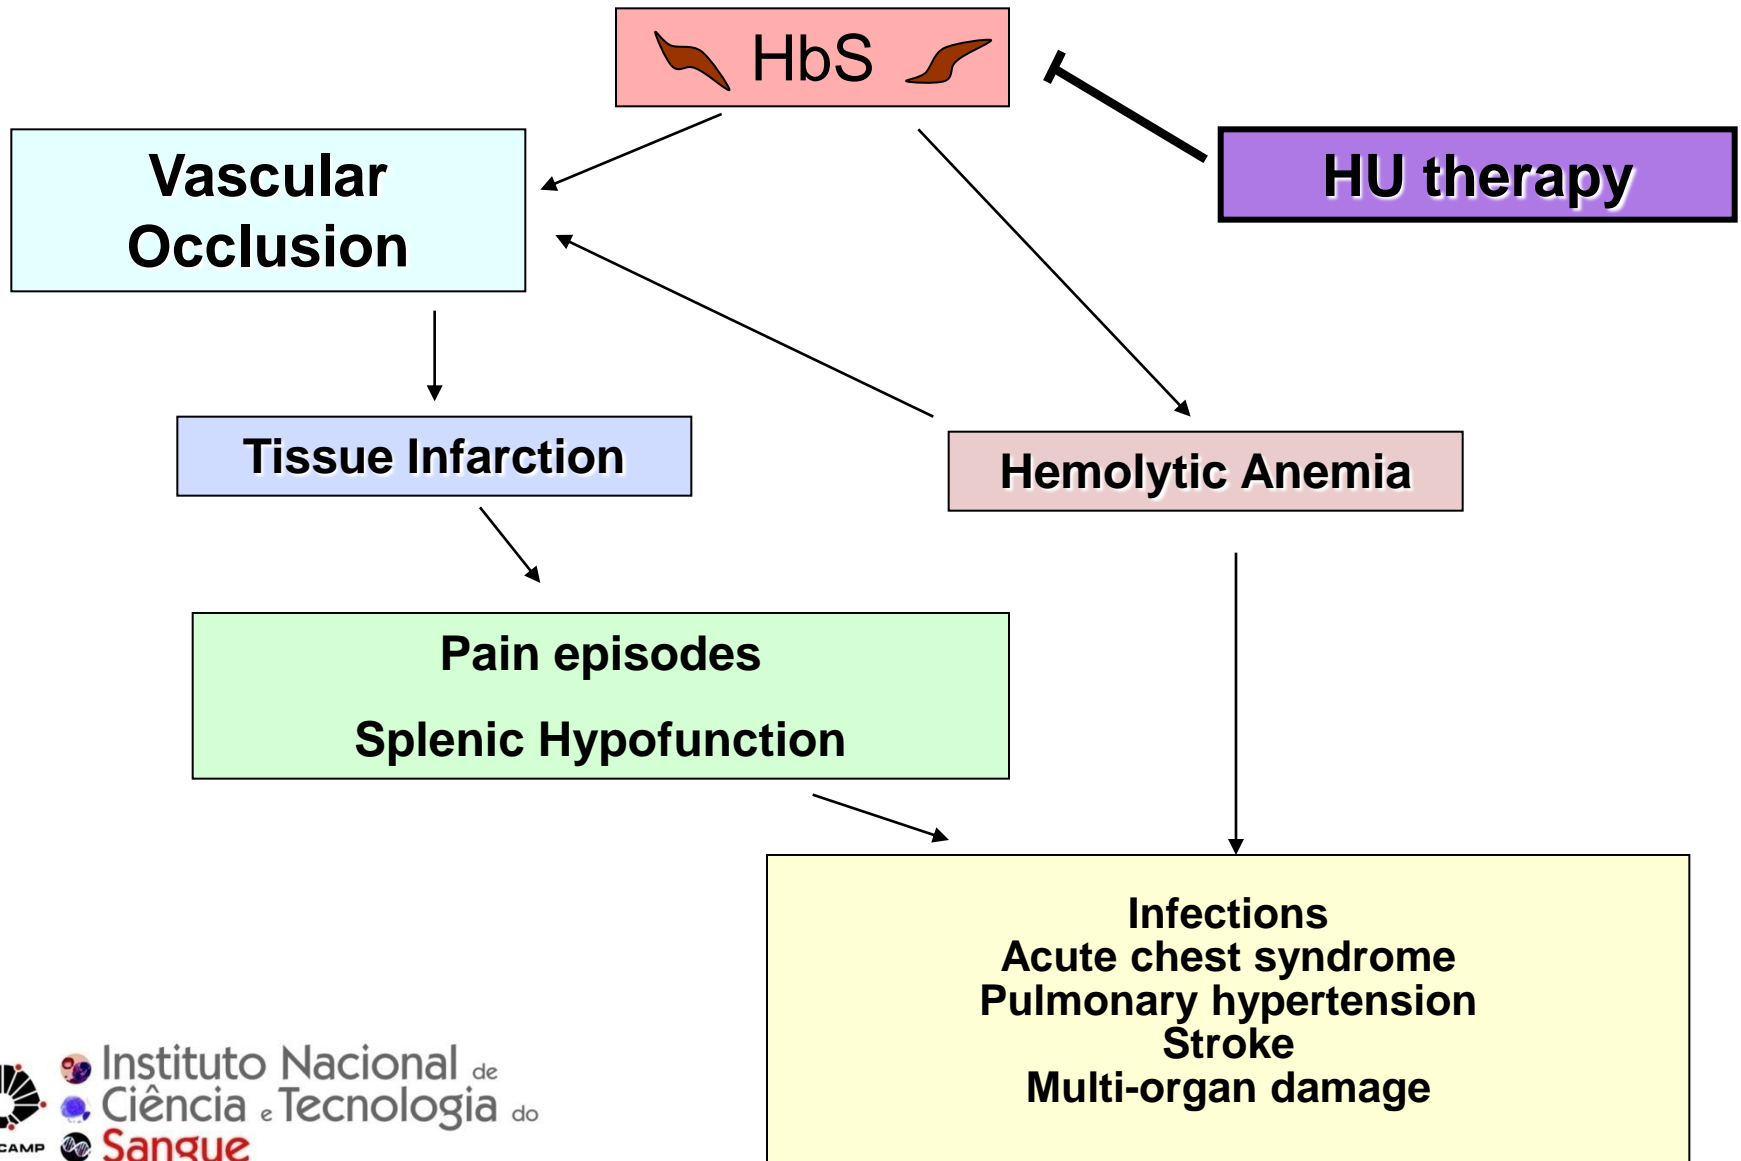 HbS
HU therapy
Vascular
Occlusion
Tissue Infarction
Hemolytic Anemia
Pain episodes
Splenic Hypofunction
Infections
Acute chest syndrome
Pulmonary hypertension
Stroke
Multi-organ damage
Instituto Nacional de
Ciência e Tecnologia do
Sangue
CAMP